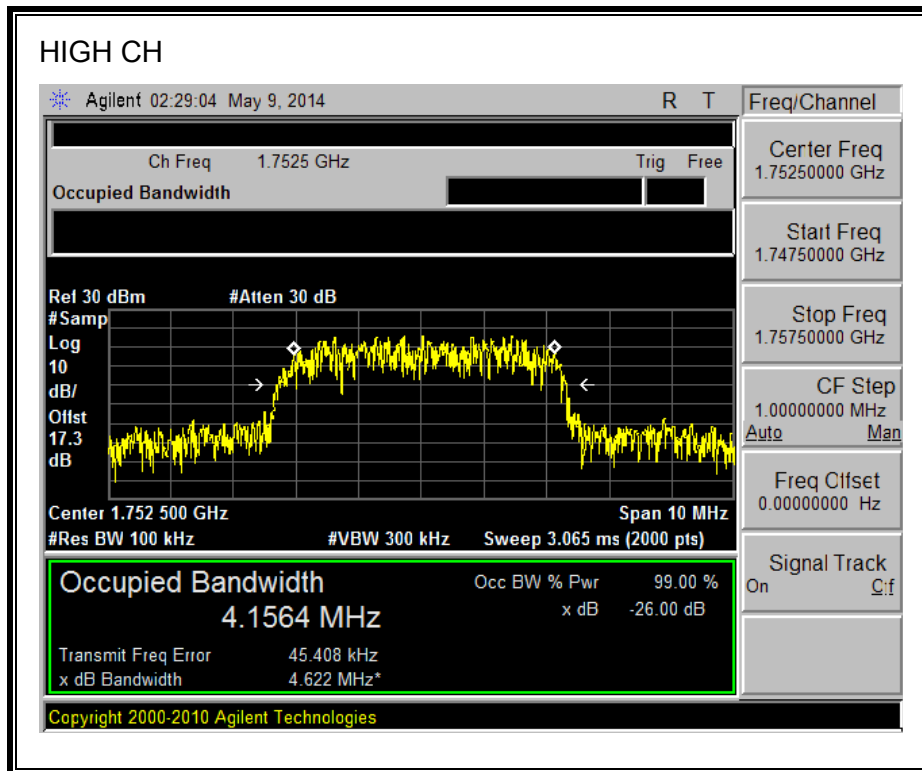 HIGH CH
Agilent 02:29:04 May 9, 2014 R T
Freq/Channel
Ch Freq 1.7525 GHz Trig Free
Occupied Bandwidth
Center Freq
1.75250000 GHz
Start Freq
1.74750000 GHz
Stop Freq
1.75750000 GHz
CF Step
1.00000000 MHz
Auto Man
Freq Offset
0.00000000 Hz
Signal Track
On Off
Ref 30 dBm #Atten 30 dB
#Samp
Log
10
dB/
Offst
17.3
dB
Center 1.752 500 GHz Span 10 MHz
#Res BW 100 kHz #VBW 300 kHz Sweep 3.065 ms (2000 pts)
Occupied Bandwidth
4.1564 MHz
Occ BW % Pwr 99.00 %
x dB -26.00 dB
Transmit Freq Error 45.408 kHz
x dB Bandwidth 4.622 MHz*
Copyright 2000-2010 Agilent Technologies